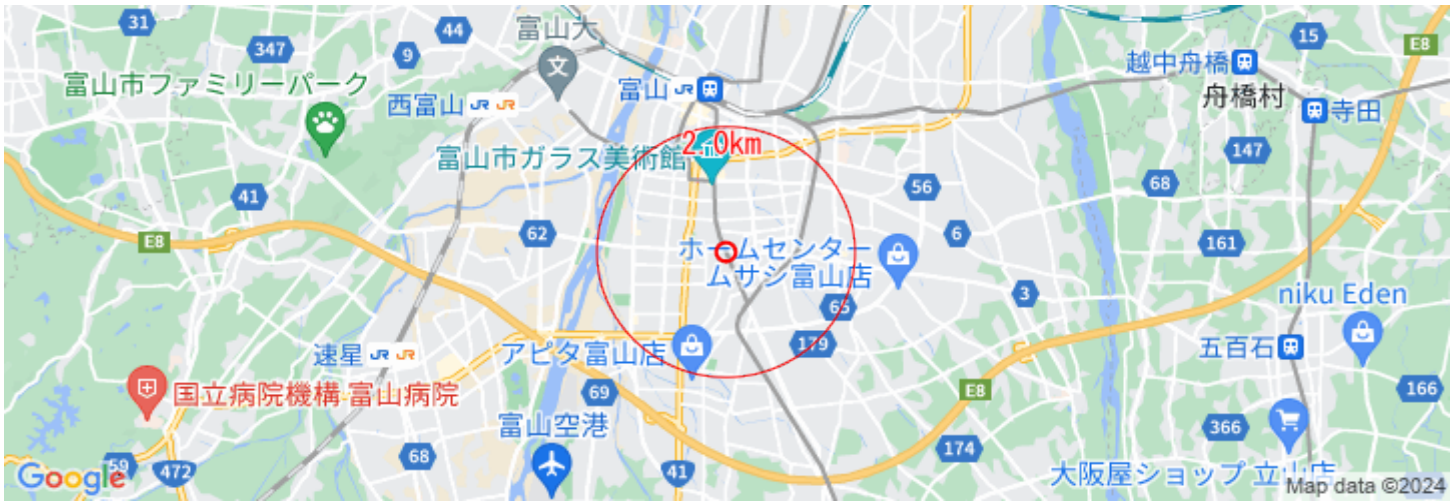 31
44
富山大
15
E8
347
9
富山市ファミリーパーク
西富山 JR JR
富山 JR
越中舟橋
舟橋村
寺田
2.0km
富山市ガラス美術館
147
41
56
68
62
6
161
E8
ホームセンター
ムサシ富山店
3
65
niku Eden
速星 JR JR
アピタ富山店
179
五百石
国立病院機構 富山病院
69
E8
166
富山空港
366
68
174
59
472
41
大阪屋ショップ 立山店
Google
Map data ©2024